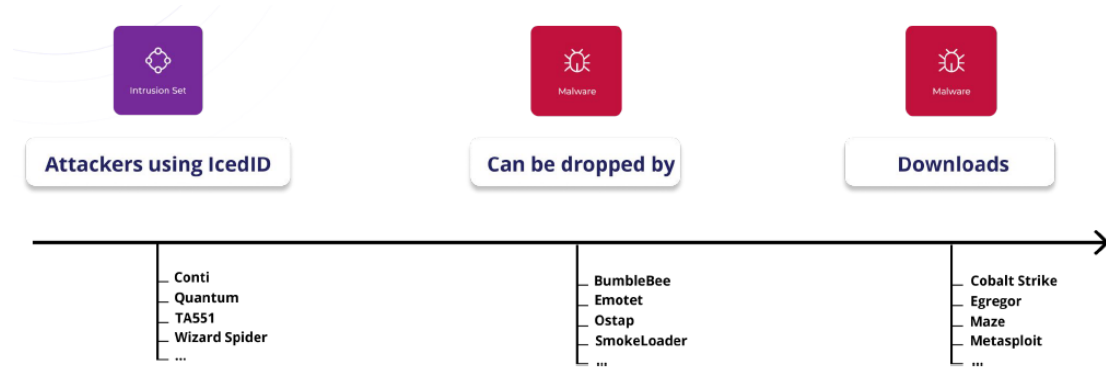 Intrusion Set
Malware
Malware
Attackers using IcedID
Can be dropped by
Downloads
Conti
Quantum
TA551
Wizard Spider
...
BumbleBee
Emotet
Ostap
SmokeLoader
...
Cobalt Strike
Egregor
Maze
Metasploit
...